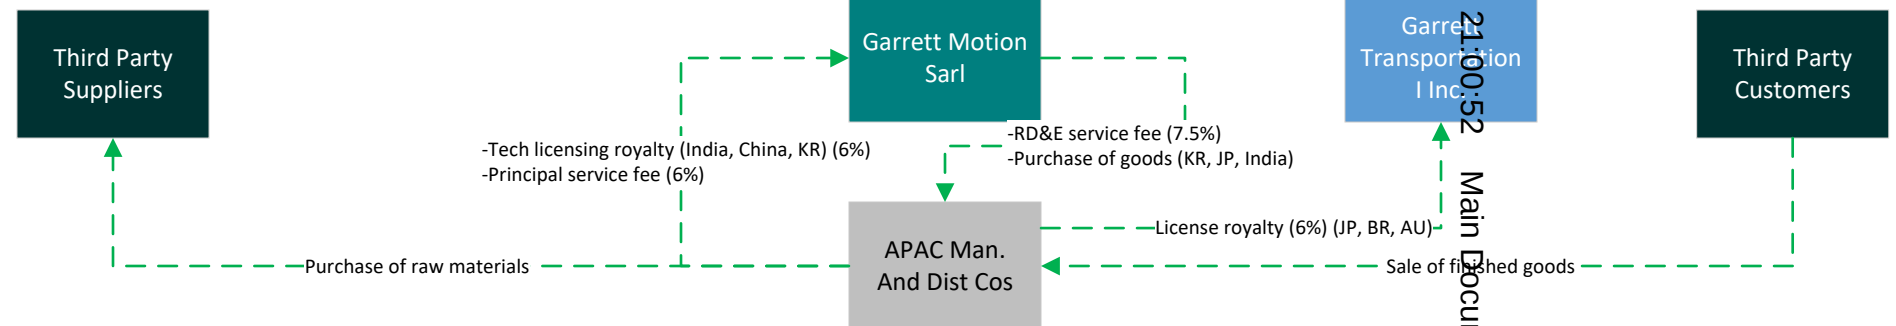 Third Party
Suppliers
Garrett Motion
Sarl
Garrett
Transportation
I Inc.
Third Party
Customers
-Tech licensing royalty (India, China, KR) (6%)
-Principal service fee (6%)
-RD&E service fee (7.5%)
-Purchase of goods (KR, JP, India)
License royalty (6%) (JP, BR, AU)
APAC Man.
And Dist Cos
Purchase of raw materials
Sale of finished goods
21:00:52 Main